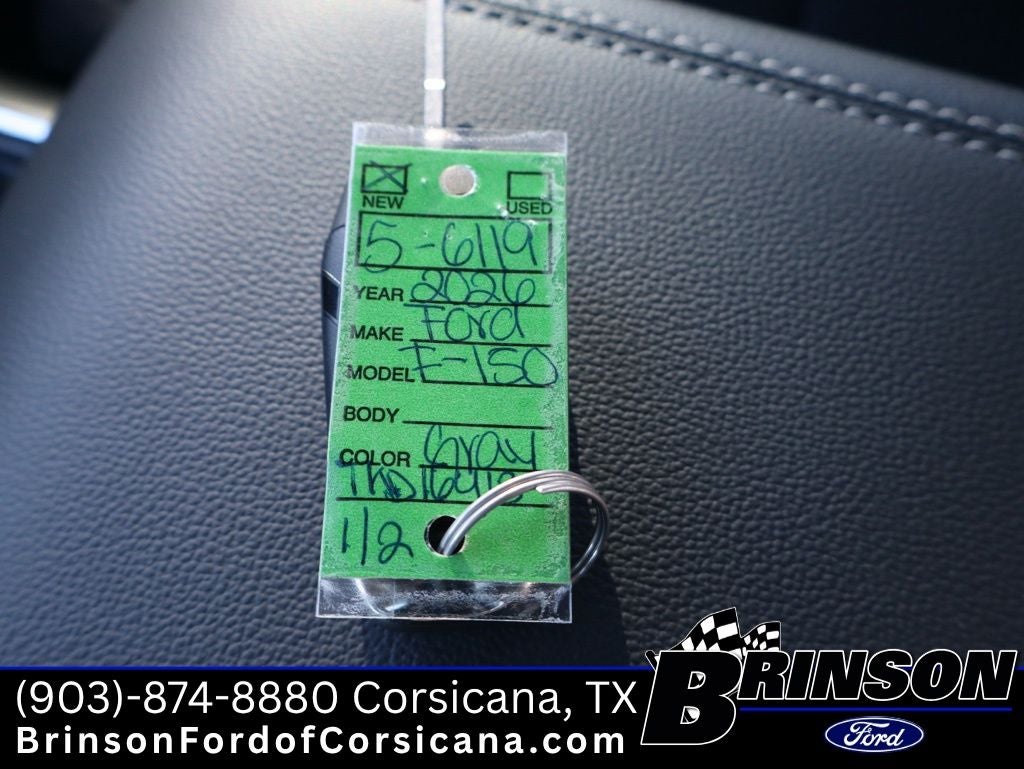 NEW USED
5-6119
YEAR 2026
MAKE Ford
MODEL F-150
BODY
COLOR Gray
1/2
(903)-874-8880 Corsicana, TX
BrinsonFordofCorsicana.com
BRINSON
Ford